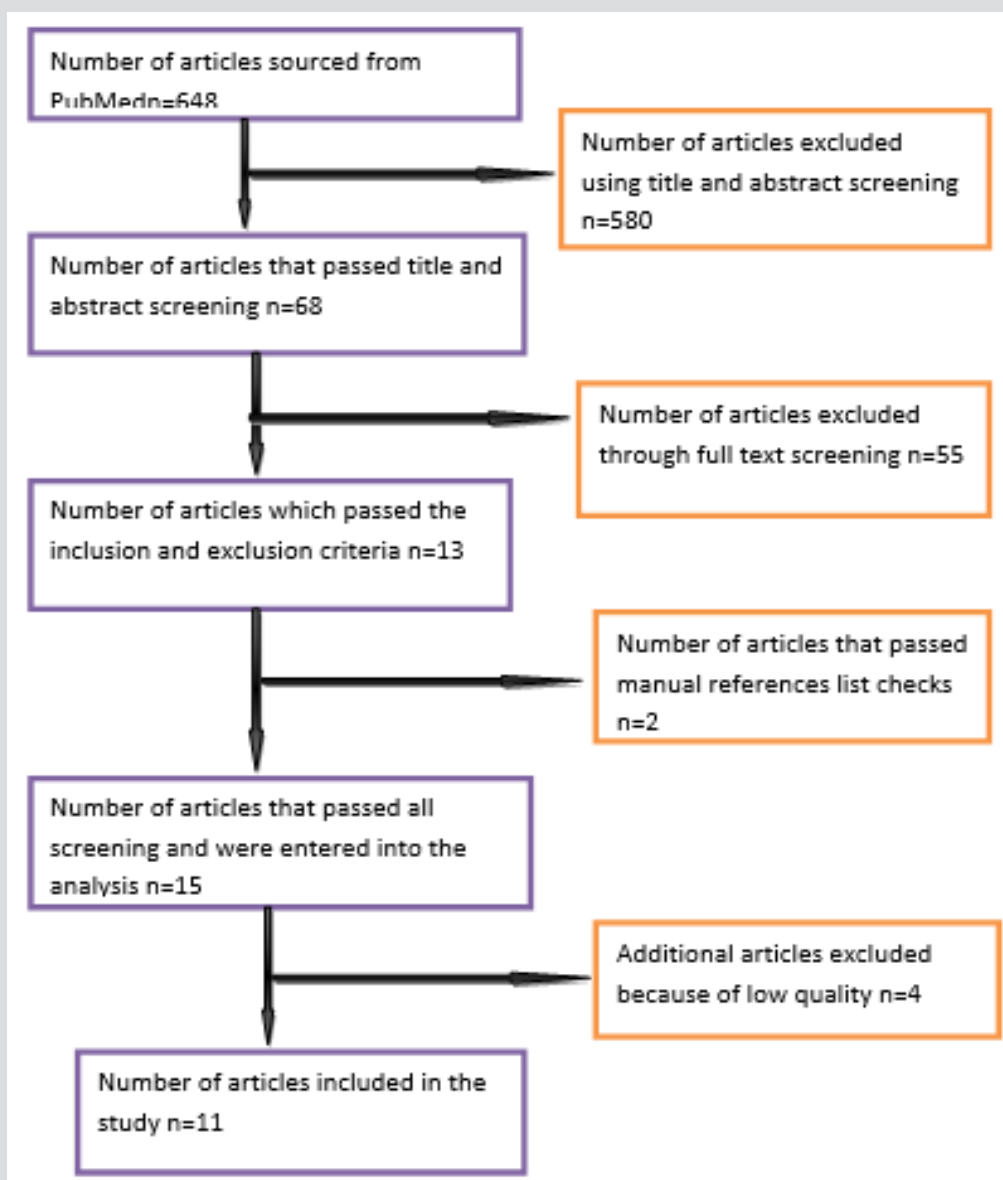 Number of articles sourced from
PubMedn=648
Number of articles excluded
using title and abstract screening
n=580
Number of articles that passed title and
abstract screening n=68
Number of articles excluded
through full text screening n=55
Number of articles which passed the
inclusion and exclusion criteria n=13
Number of articles that passed
manual references list checks
n=2
Number of articles that passed all
screening and were entered into the
analysis n=15
Additional articles excluded
because of low quality n=4
Number of articles included in the
study n=11